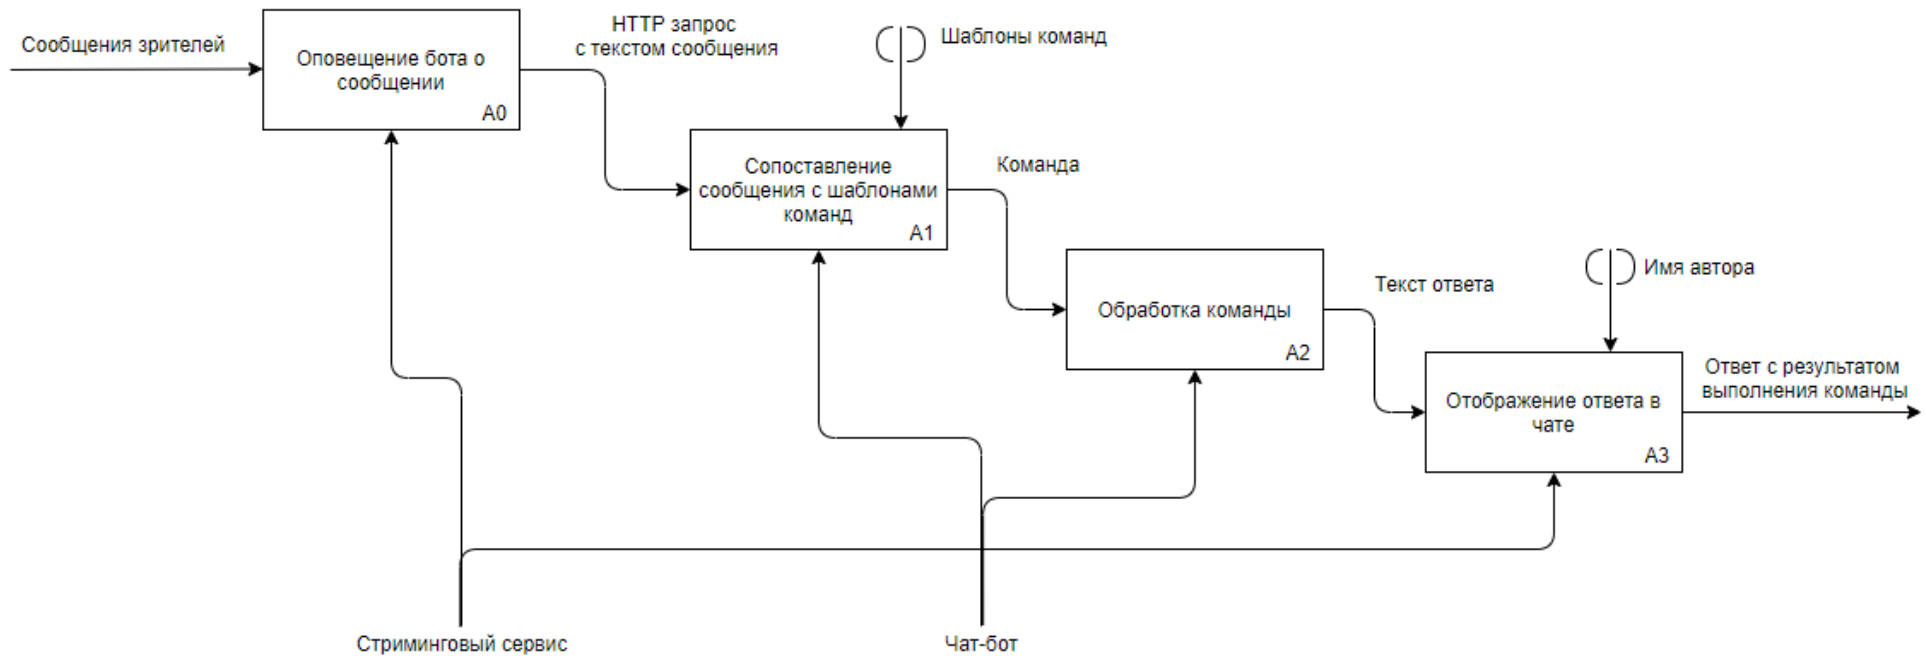 Сообщения зрителей
Оповещение бота о
сообщении
A0
HTTP запрос
с текстом сообщения
Шаблоны команд
Сопоставление
сообщения с шаблонами
команд
A1
Команда
Обработка команды
A2
Текст ответа
Имя автора
Отображение ответа в
чате
A3
Ответ с результатом
выполнения команды
Стриминговый сервис
Чат-бот